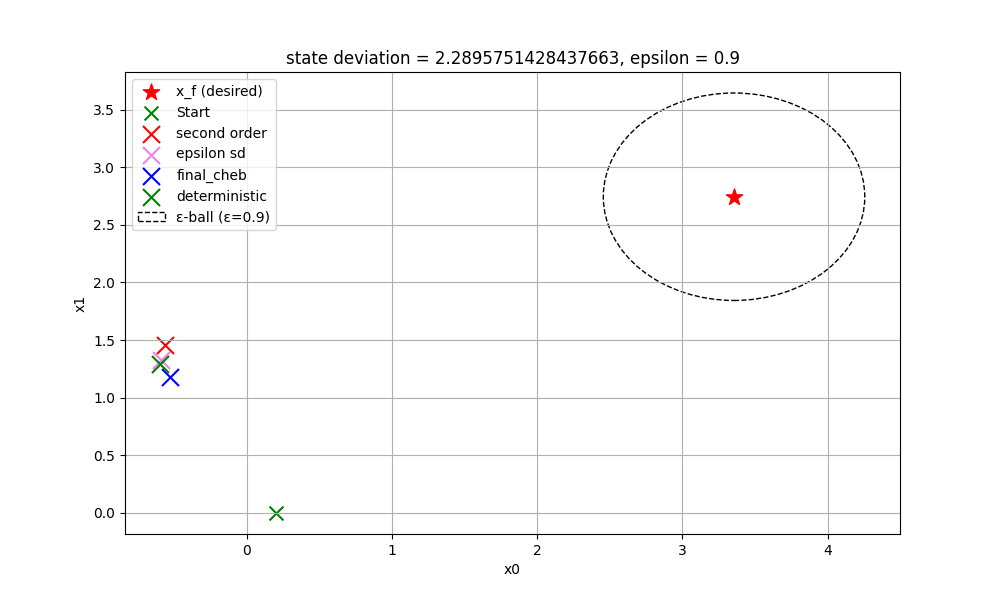 state deviation = 2.2895751428437663, epsilon = 0.9
x_f (desired)
Start
second order
epsilon sd
final_cheb
deterministic
ε-ball (ε=0.9)
3.5
3.0
2.5
2.0
1.5
1.0
0.5
0.0
x1
0 1 2 3 4
x0